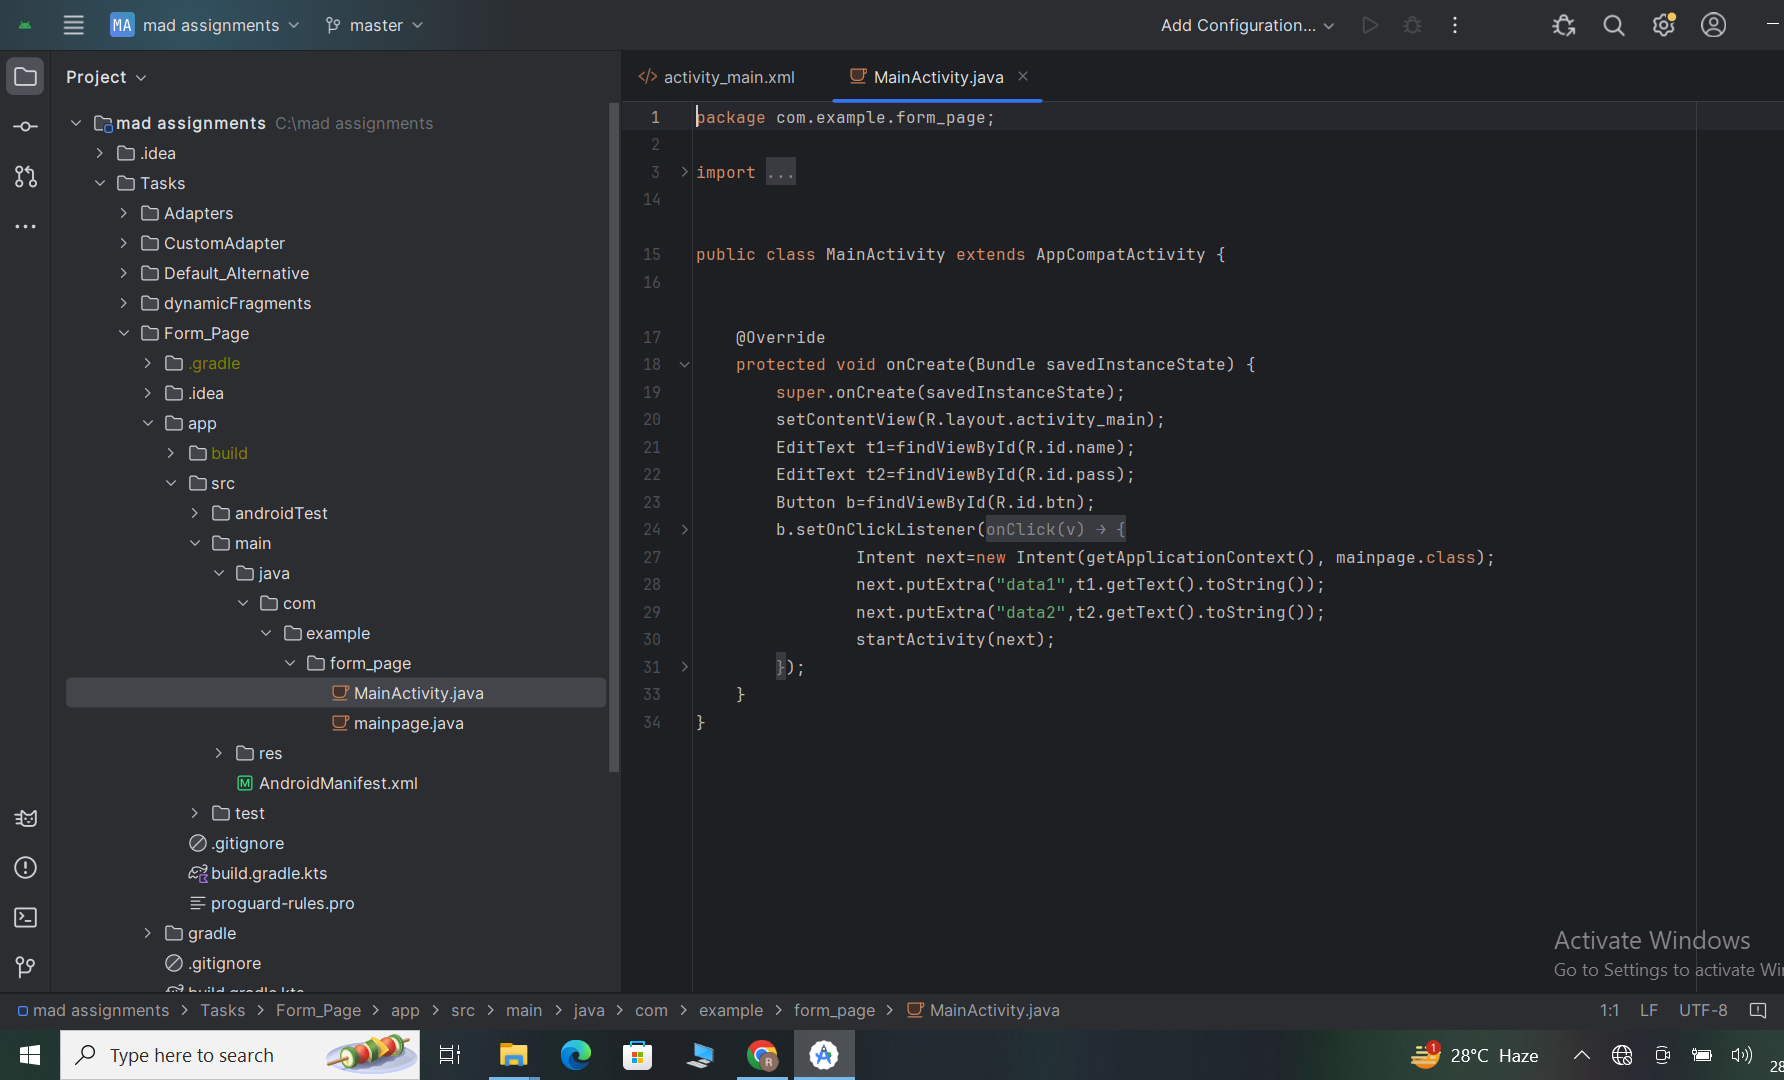 MA mad assignments master Add Configuration...
Project
activity_main.xml MainActivity.java
mad assignments C:\mad assignments
.idea
Tasks
Adapters
CustomAdapter
Default_Alternative
dynamicFragments
Form_Page
.gradle
.idea
app
build
src
androidTest
main
java
com
example
form_page
MainActivity.java
mainpage.java
res
AndroidManifest.xml
test
.gitignore
build.gradle.kts
proguard-rules.pro
gradle
.gitignore
build.gradle.kts
1 package com.example.form_page;
2
3 import ...
14
15 public class MainActivity extends AppCompatActivity {
16
17 @Override
18 protected void onCreate(Bundle savedInstanceState) {
19 super.onCreate(savedInstanceState);
20 setContentView(R.layout.activity_main);
21 EditText t1=findViewById(R.id.name);
22 EditText t2=findViewById(R.id.pass);
23 Button b=findViewById(R.id.btn);
24 b.setOnClickListener(onClick(v) → {
27 Intent next=new Intent(getApplicationContext(), mainpage.class);
28 next.putExtra("data1",t1.getText().toString());
29 next.putExtra("data2",t2.getText().toString());
30 startActivity(next);
31 });
33 }
34 }
Activate Windows
Go to Settings to activate Wi
mad assignments > Tasks > Form_Page > app > src > main > java > com > example > form_page > MainActivity.java 1:1 LF UTF-8
Type here to search R 1 28°C Haze 28